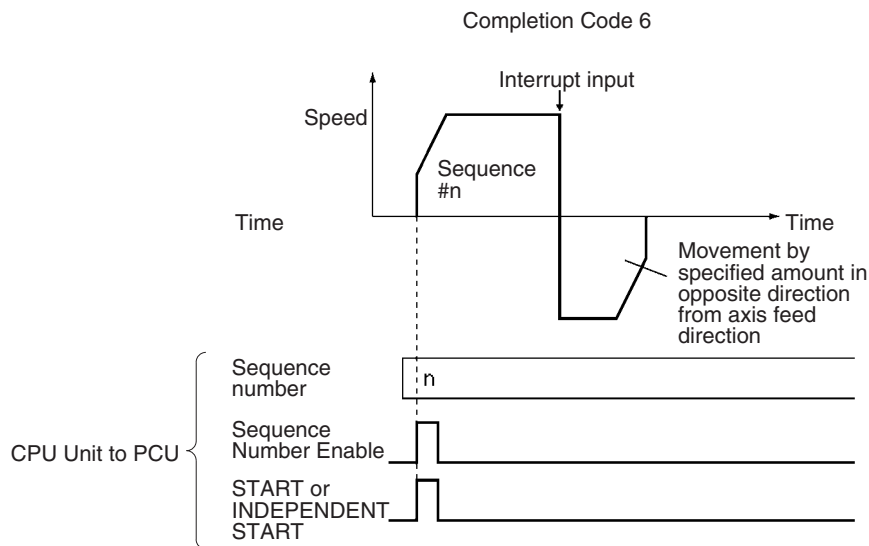 Completion Code 6
Interrupt input
Speed
Sequence
#n
Time
Time
Movement by
specified amount in
opposite direction
from axis feed
direction
Sequence
number
n
Sequence
Number Enable
CPU Unit to PCU
START or
INDEPENDENT
START